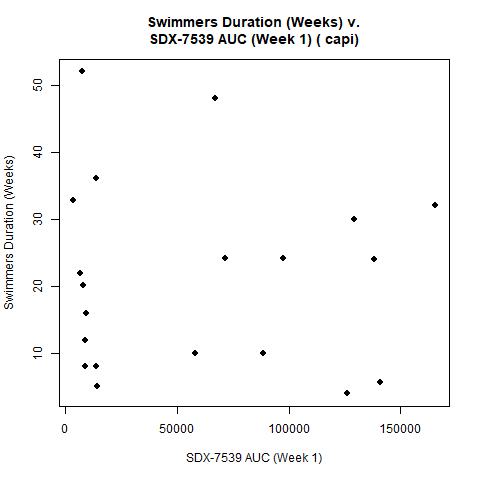 Swimmers Duration (Weeks) v.
SDX-7539 AUC (Week 1) ( capi)
Swimmers Duration (Weeks)
50
40
30
20
10
0 50000 100000 150000
SDX-7539 AUC (Week 1)